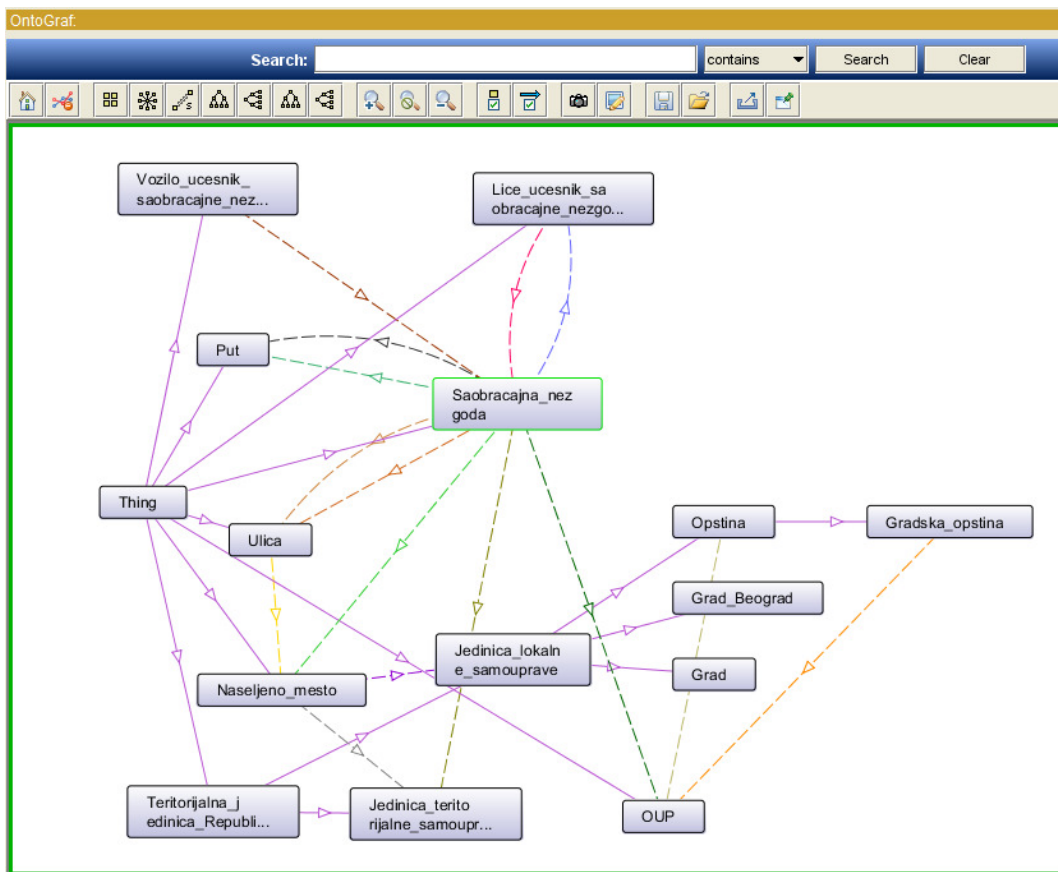 OntoGraf:
Search:
contains
Search
Clear
Vozilo_ucesnik_
saobracajne_nez...
Lice_ucesnik_sa
obracajne_nezgo...
Put
Saobracajna_nez
goda
Thing
Ulica
Opstina
Gradska_opstina
Grad_Beograd
Jedinica_lokaln
e_samouprave
Grad
Naseljeno_mesto
Teritorijalna_j
edinica_Republi...
Jedinica_terito
rijalne_samoupr...
OUP